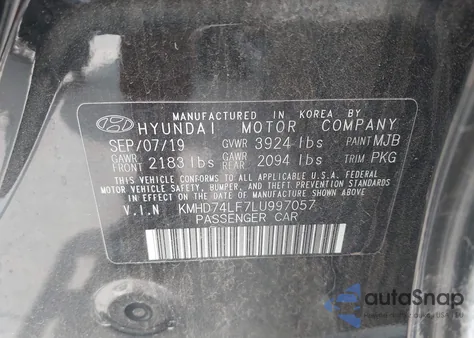 MANUFACTURED IN KOREA BY
HYUNDAI MOTOR COMPANY
SEP/07/19 GVWR 3924 lbs PAINT MJB
GAWR FRONT 2183 lbs GAWR REAR 2094 lbs TRIM PKG
THIS VEHICLE CONFORMS TO ALL APPLICABLE U.S.A. FEDERAL
MOTOR VEHICLE SAFETY, BUMPER, AND THEFT PREVENTION
STANDARDS IN EFFECT ON THE DATE OF MANUFACTURE SHOWN ABOVE.
V.I.N KMHD74LF7LU997057
PASSENGER CAR
autoSnap